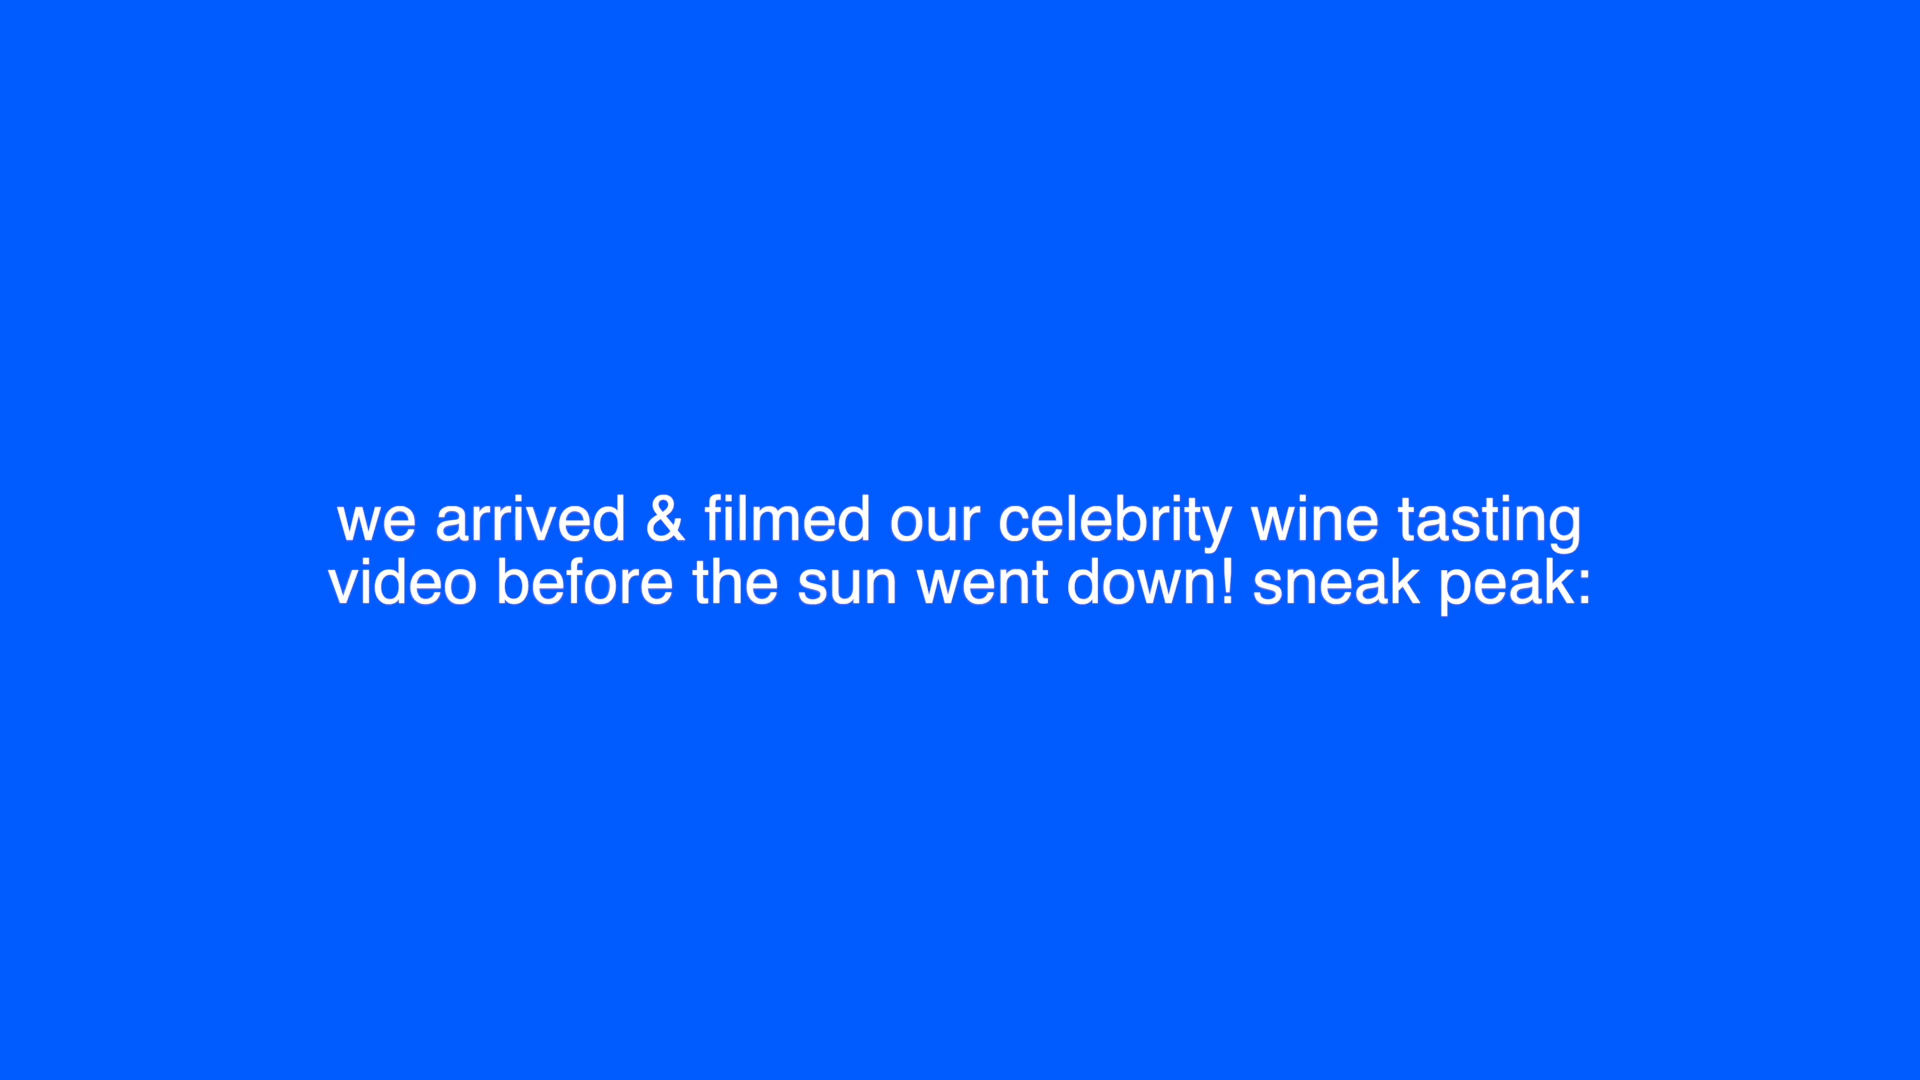 we arrived & filmed our celebrity wine tasting
video before the sun went down! sneak peak: